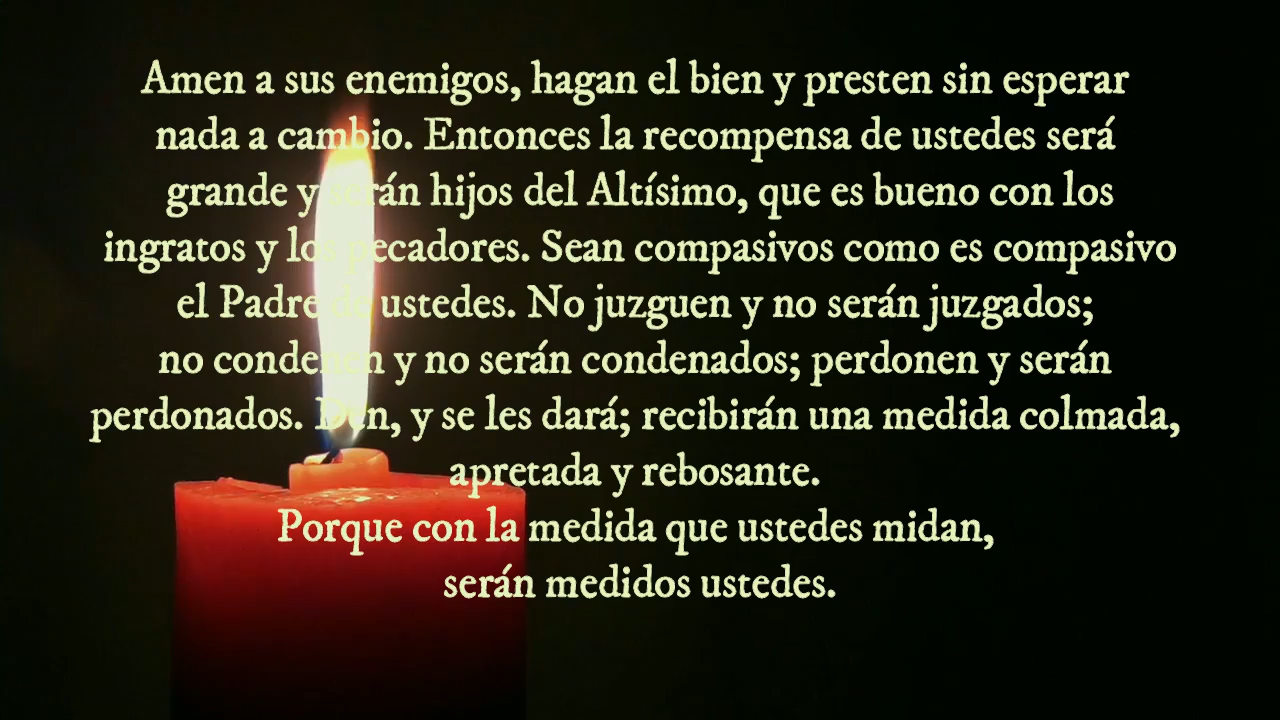 Amen a sus enemigos, hagan el bien y presten sin esperar
nada a cambio. Entonces la recompensa de ustedes será
grande y serán hijos del Altísimo, que es bueno con los
ingratos y los pecadores. Sean compasivos como es compasivo
el Padre de ustedes. No juzguen y no serán juzgados;
no condenen y no serán condenados; perdonen y serán
perdonados. Den, y se les dará; recibirán una medida colmada,
apretada y rebosante.
Porque con la medida que ustedes midan,
serán medidos ustedes.